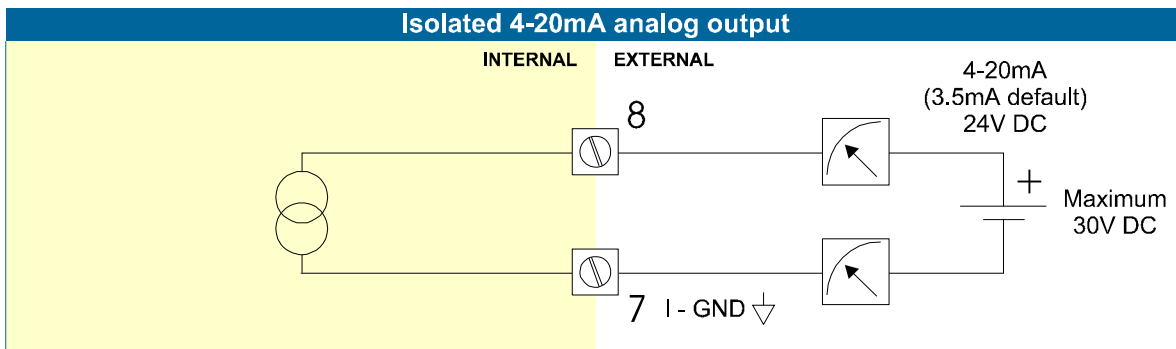 Isolated 4-20mA analog output
INTERNAL EXTERNAL
4-20mA
(3.5mA default)
24V DC
8
+
Maximum
30V DC
7 I - GND